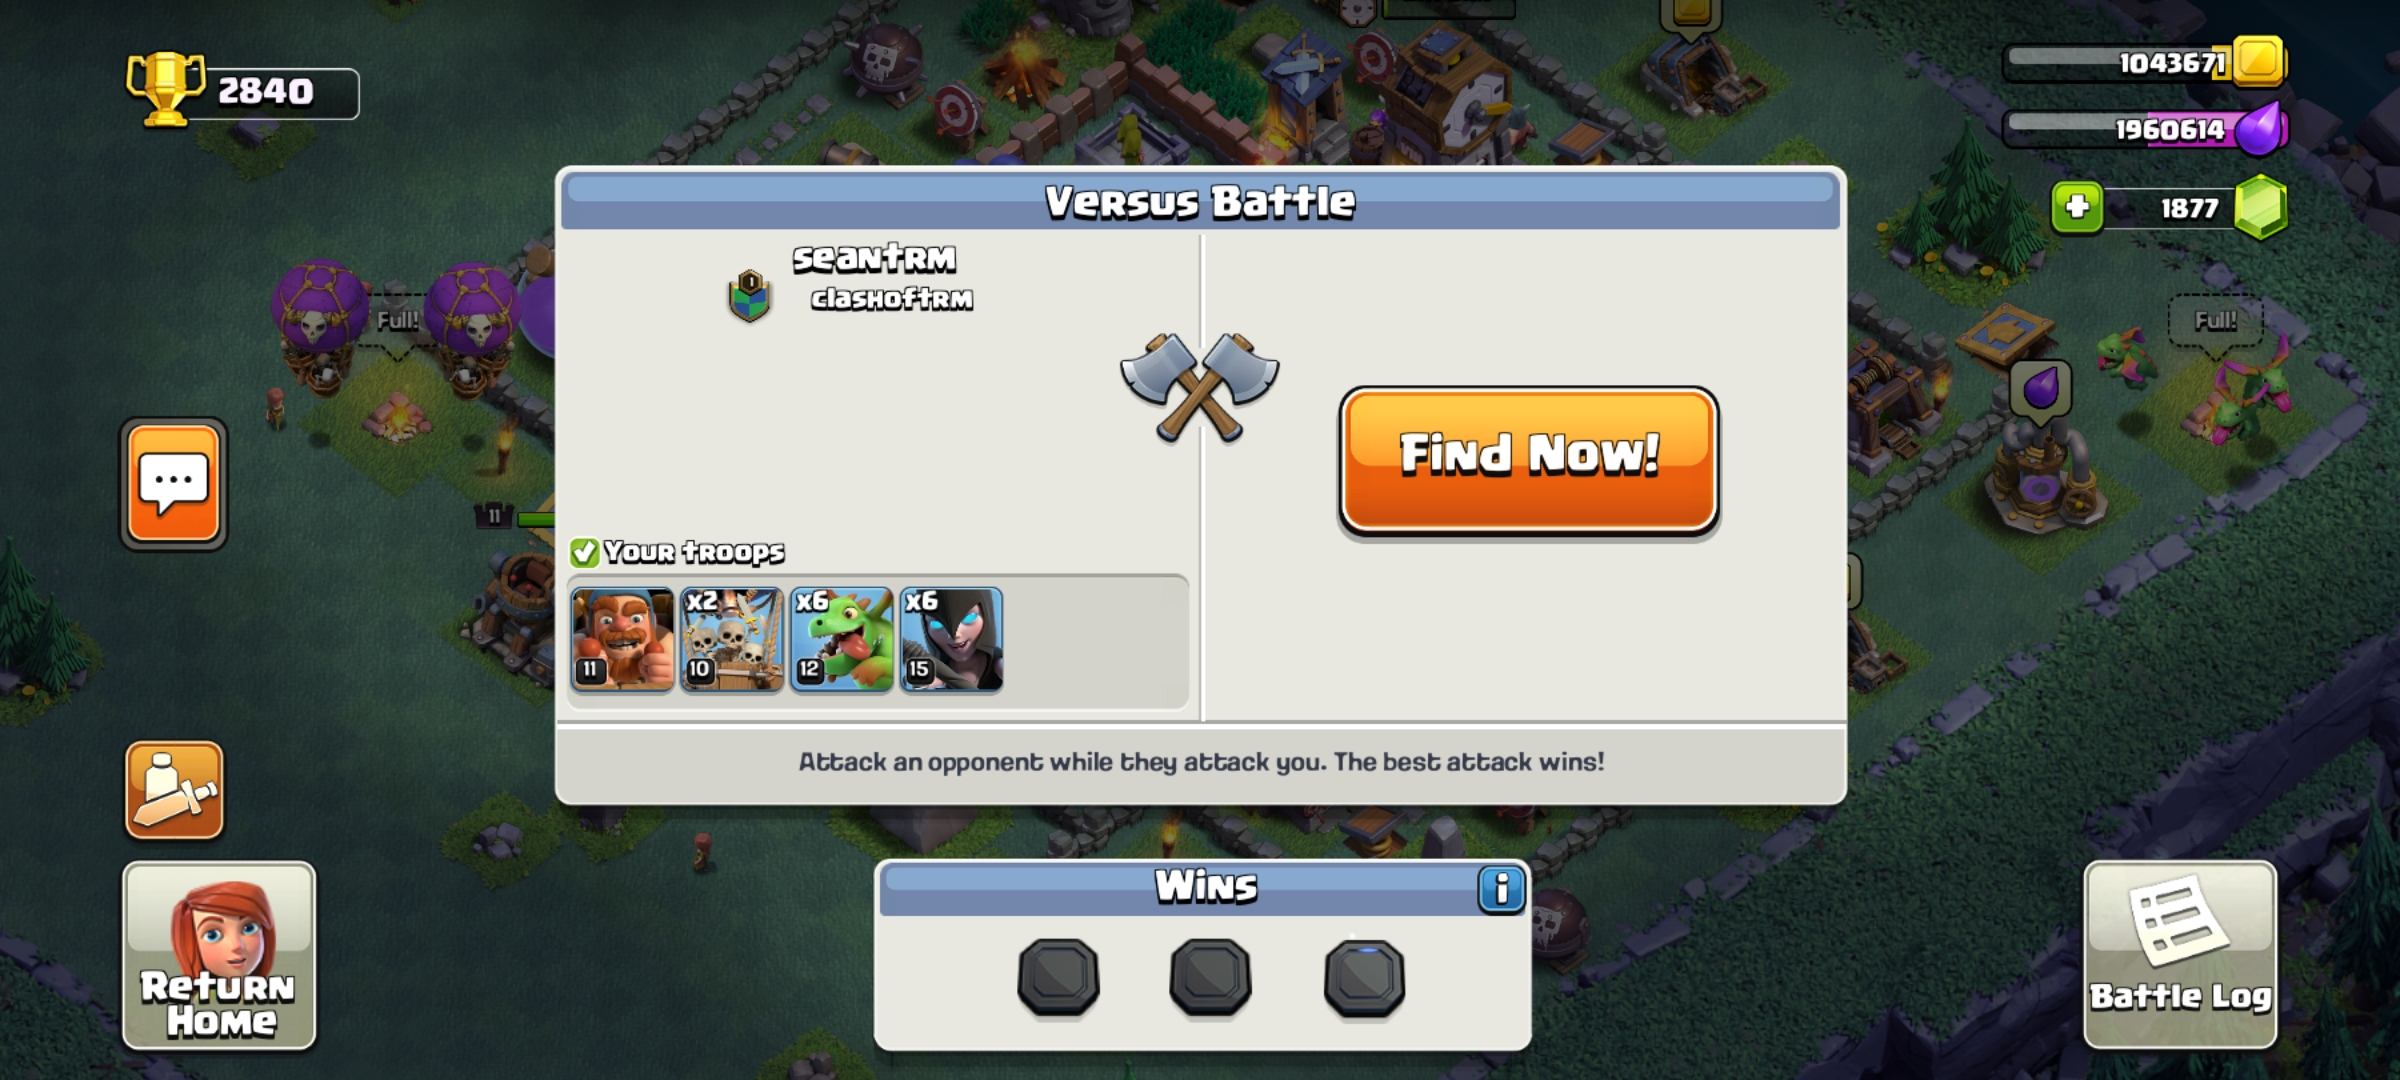 2840
1043671
1960614
1877
Versus Battle
seantrm
1
clashoftrm
Full!
Full!
Find Now!
11
Your troops
x2
x6
x6
11
10
12
15
Attack an opponent while they attack you. The best attack wins!
Wins
i
Return
Home
Battle Log